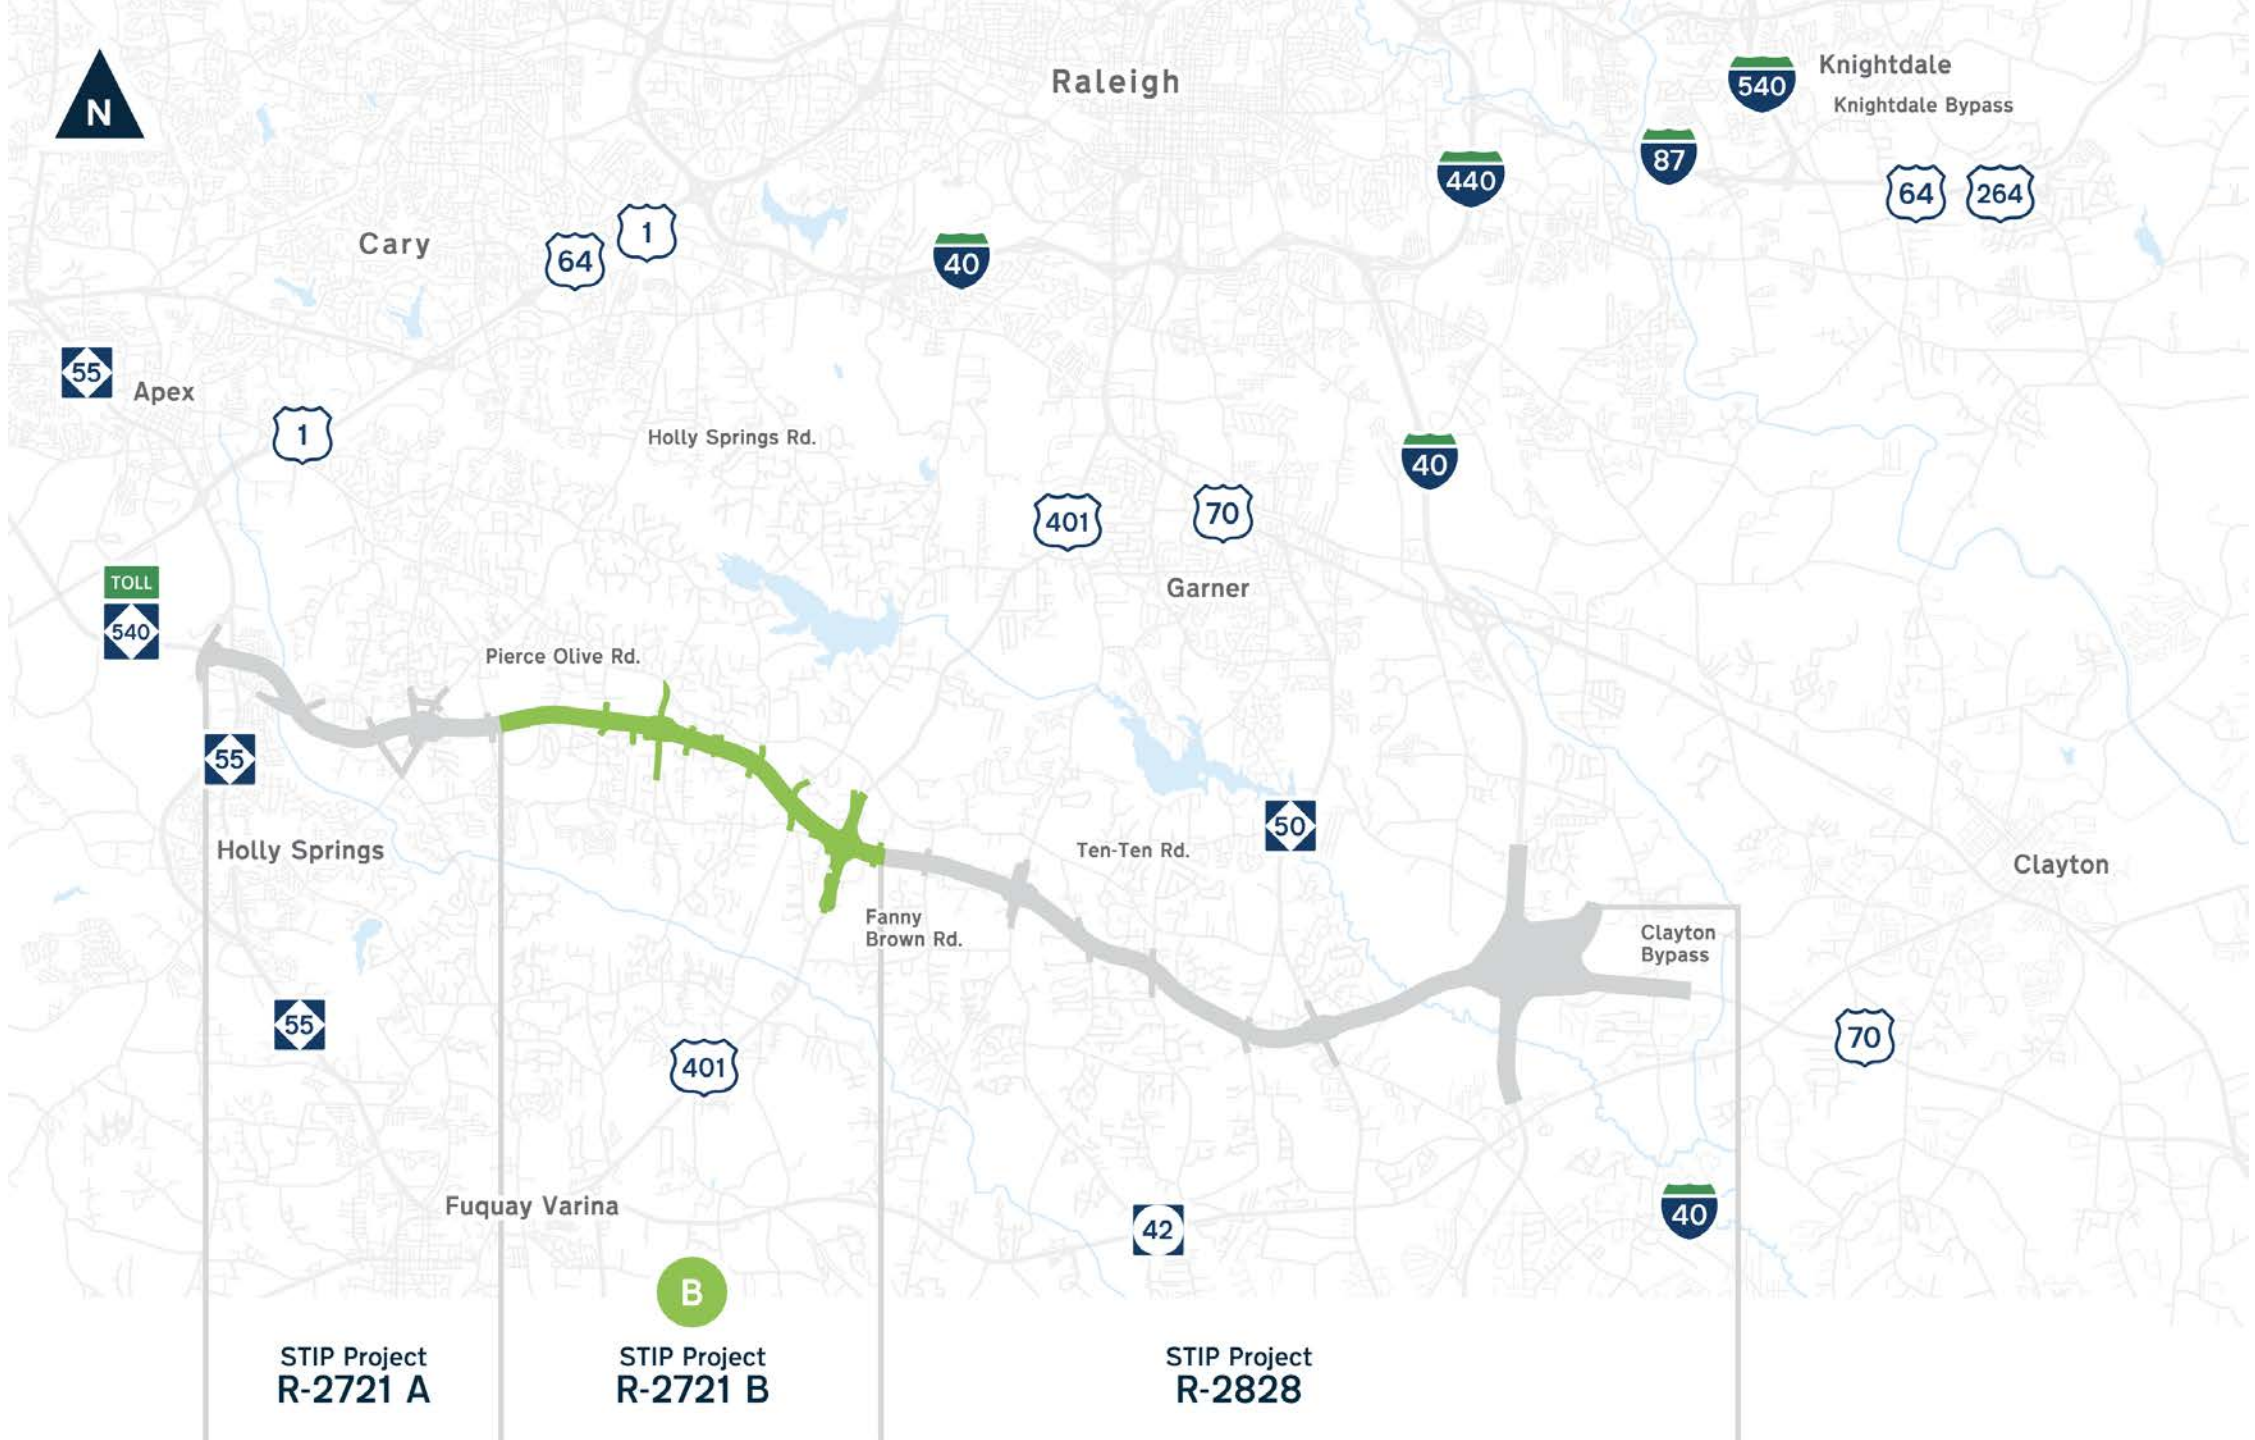 N
Raleigh
540
Knightdale
Knightdale Bypass
87
440
64
264
Cary
64
1
40
55
Apex
1
Holly Springs Rd.
40
401
70
Garner
TOLL
540
Pierce Olive Rd.
55
Holly Springs
Ten-Ten Rd.
50
Clayton
Fanny
Brown Rd.
Clayton
Bypass
55
401
70
Fuquay Varina
42
40
B
STIP Project
R-2721 A
STIP Project
R-2721 B
STIP Project
R-2828